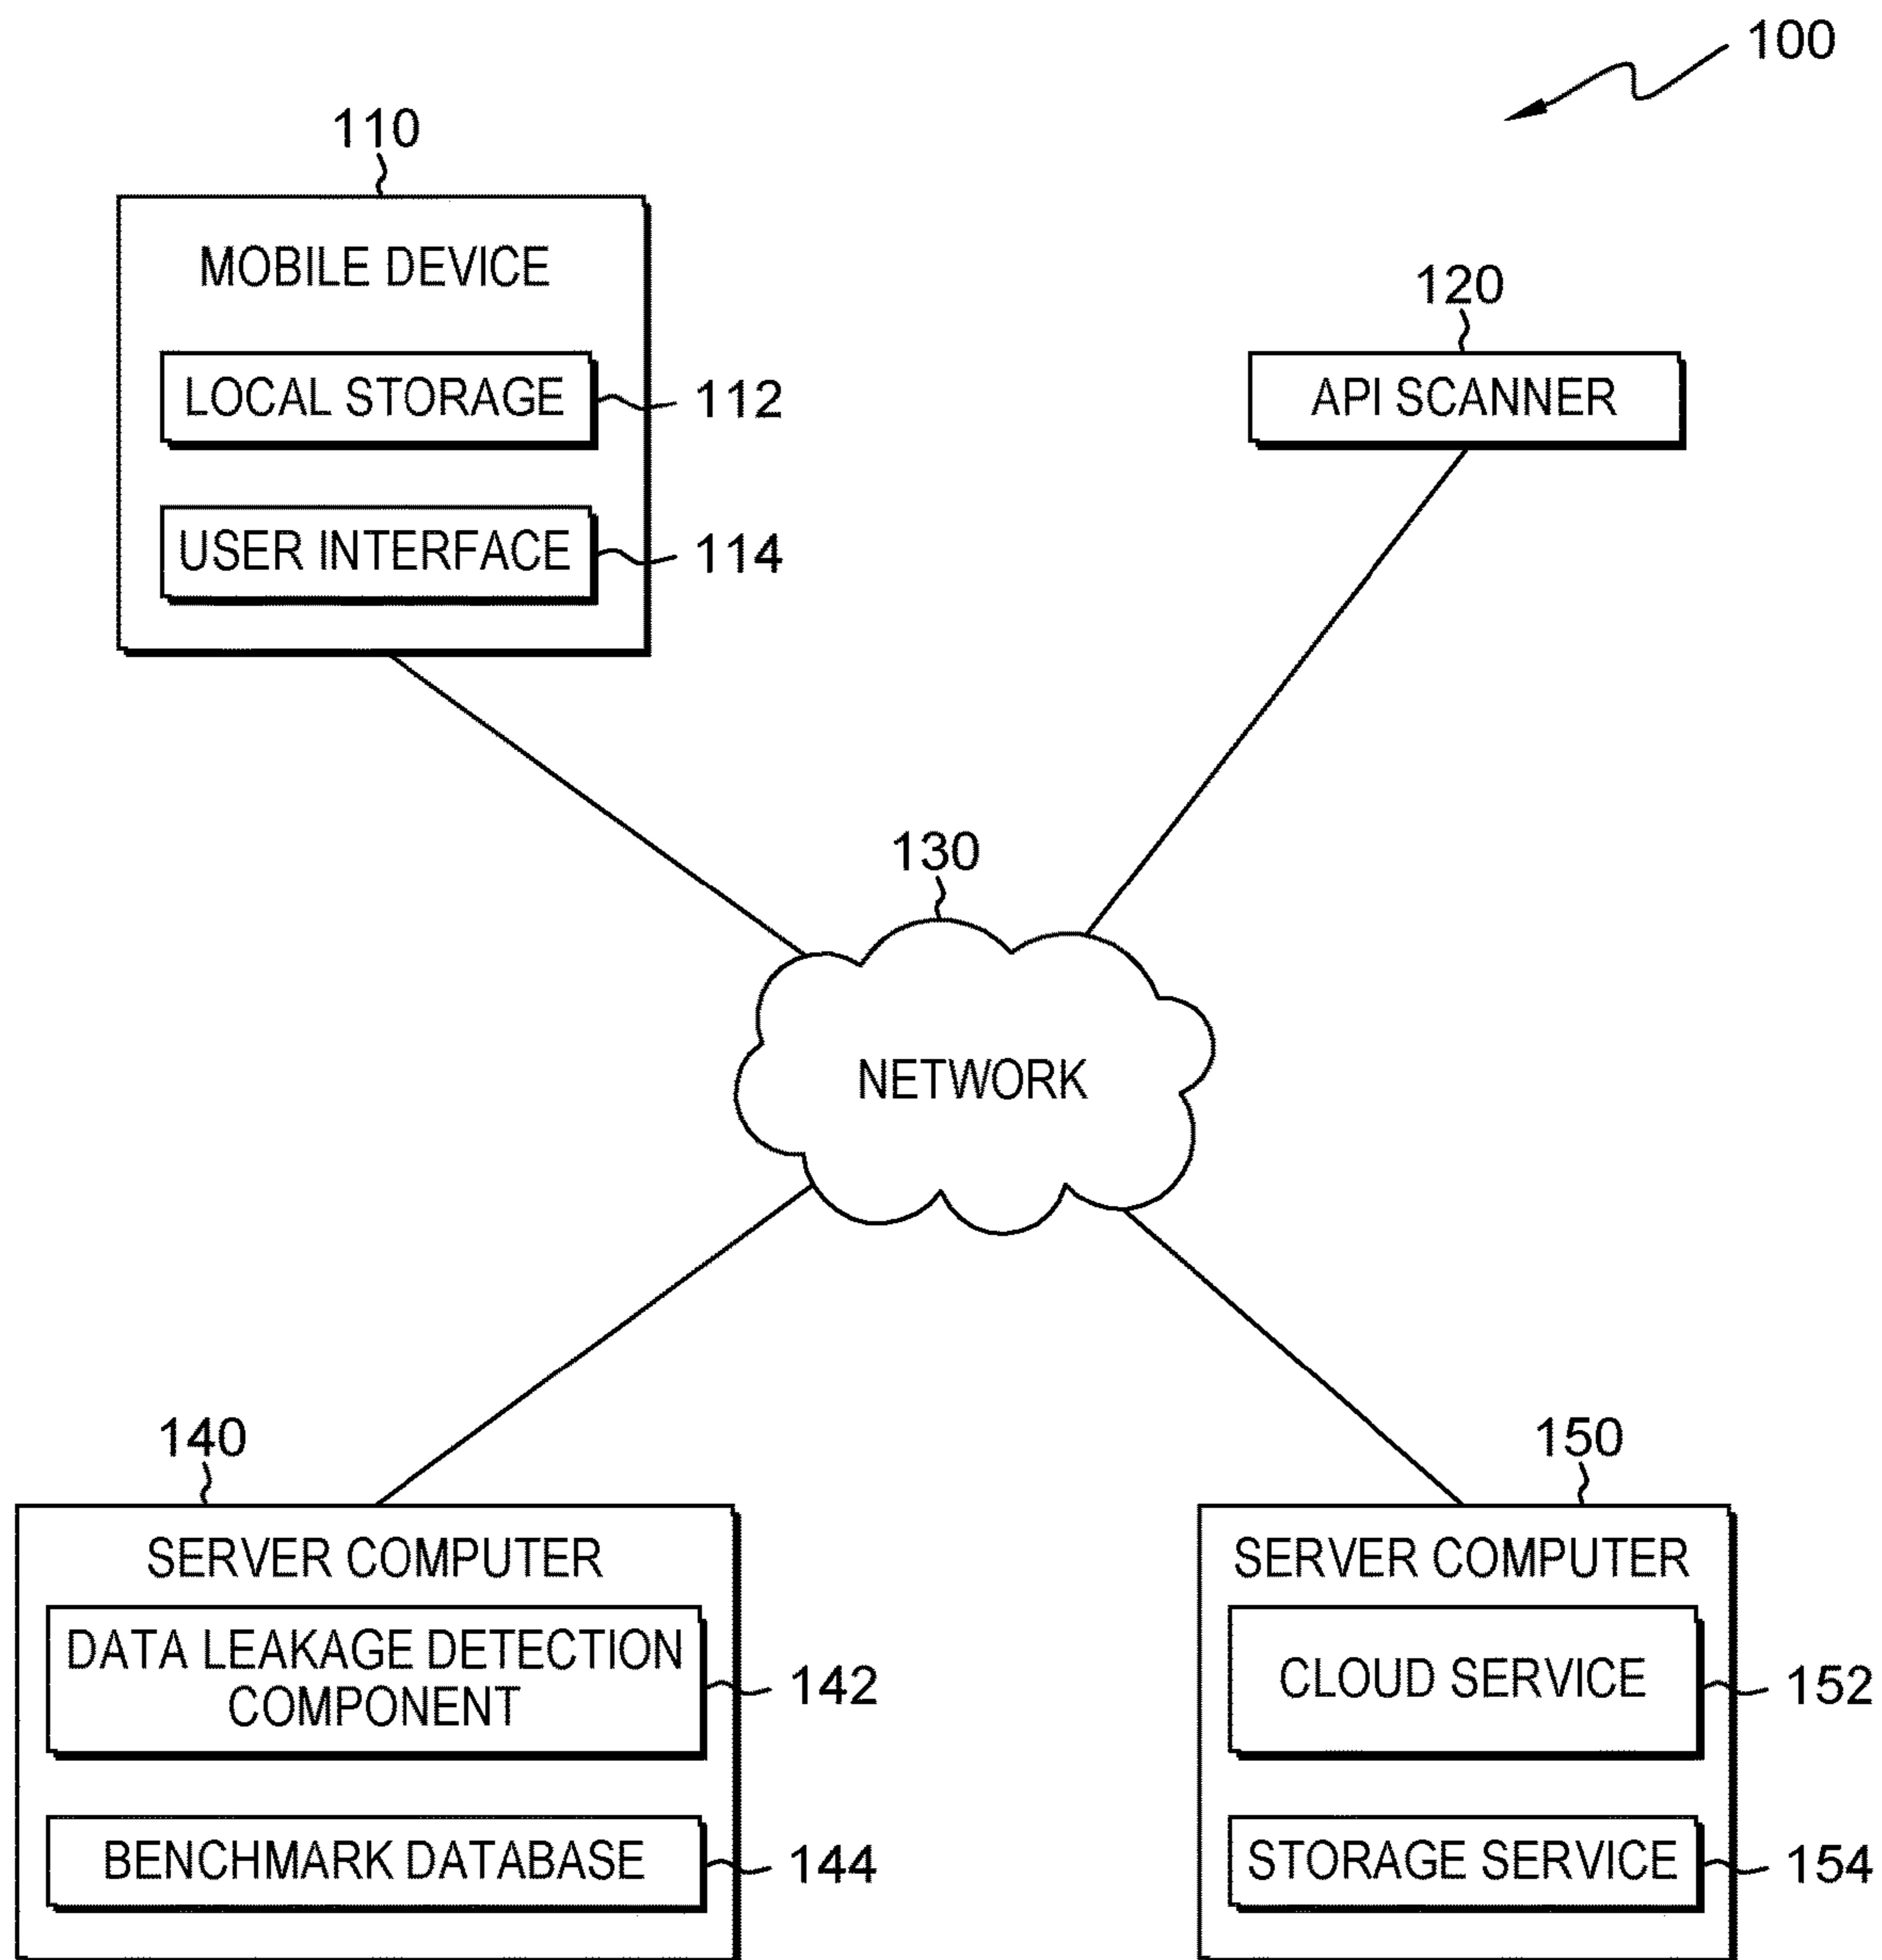 100
110
MOBILE DEVICE
LOCAL STORAGE
112
USER INTERFACE
114
120
API SCANNER
130
NETWORK
140
SERVER COMPUTER
DATA LEAKAGE DETECTION
COMPONENT
142
BENCHMARK DATABASE
144
150
SERVER COMPUTER
CLOUD SERVICE
152
STORAGE SERVICE
154